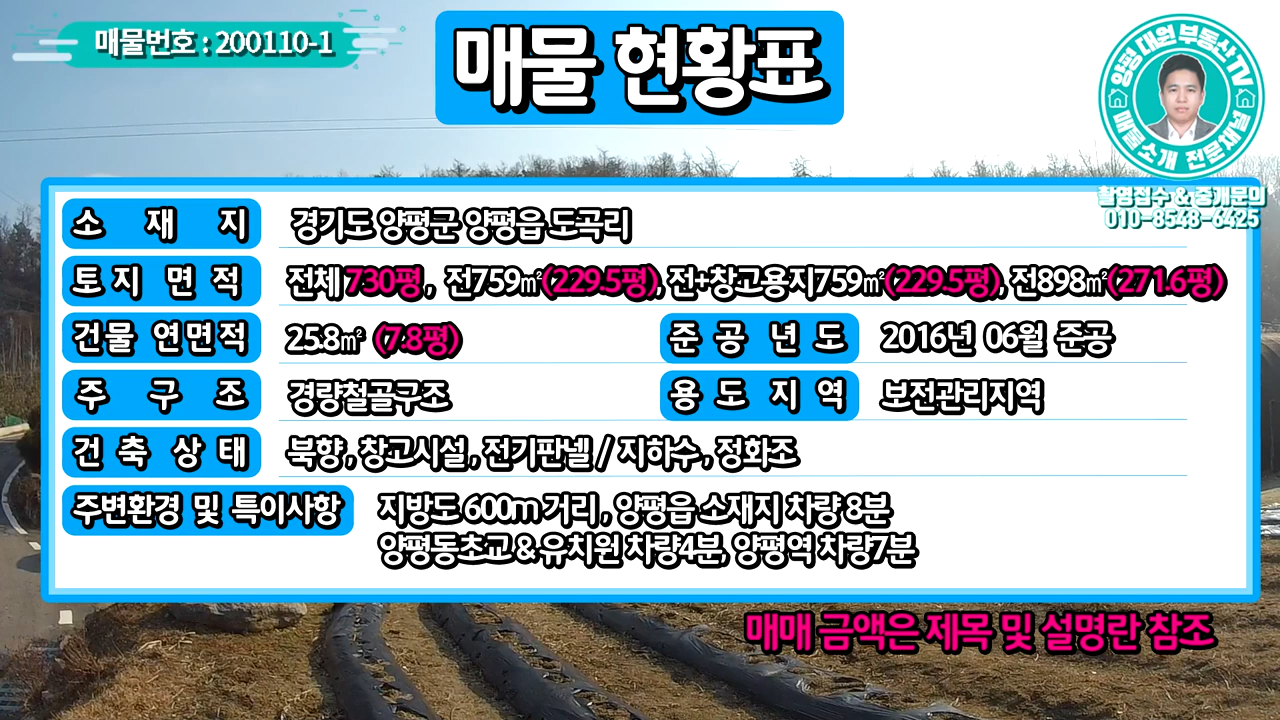 매물번호 : 200110-1
매물 현황표
양평 대원 부동산TV
매물소개 전문채널
촬영접수 & 중개문의
010-8548-6425
소 재 지 경기도 양평군 양평읍 도곡리
토지 면적 전체 730평 , 전759㎡(229.5평), 전+창고용지759㎡(229.5평), 전898㎡(271.6평)
건물 연면적 25.8㎡ (7.8평) 준 공 년 도 2016년 06월 준공
주 구 조 경량철골구조 용 도 지 역 보전관리지역
건 축 상 태 북향 , 창고시설 , 전기판넬 / 지하수 , 정화조
주변환경 및 특이사항 지방도 600m 거리 , 양평읍 소재지 차량 8분
양평동초교 & 유치원 차량4분, 양평역 차량7분
매매 금액은 제목 및 설명란 참조